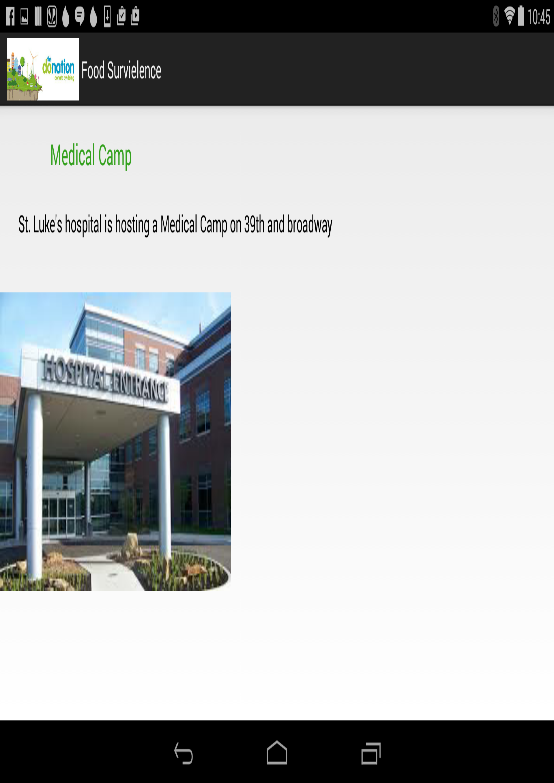 10:45
donation
Food Survielence
Medical Camp
St. Luke's hospital is hosting a Medical Camp on 39th and broadway
HOSPITAL ENTRANCE